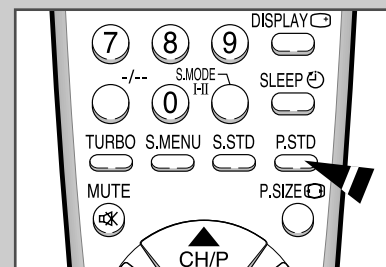 DISPLAY
7 8 9
-/-- S.MODE SLEEP
I-II
0
TURBO S.MENU S.STD P.STD
MUTE P.SIZE
CH/P